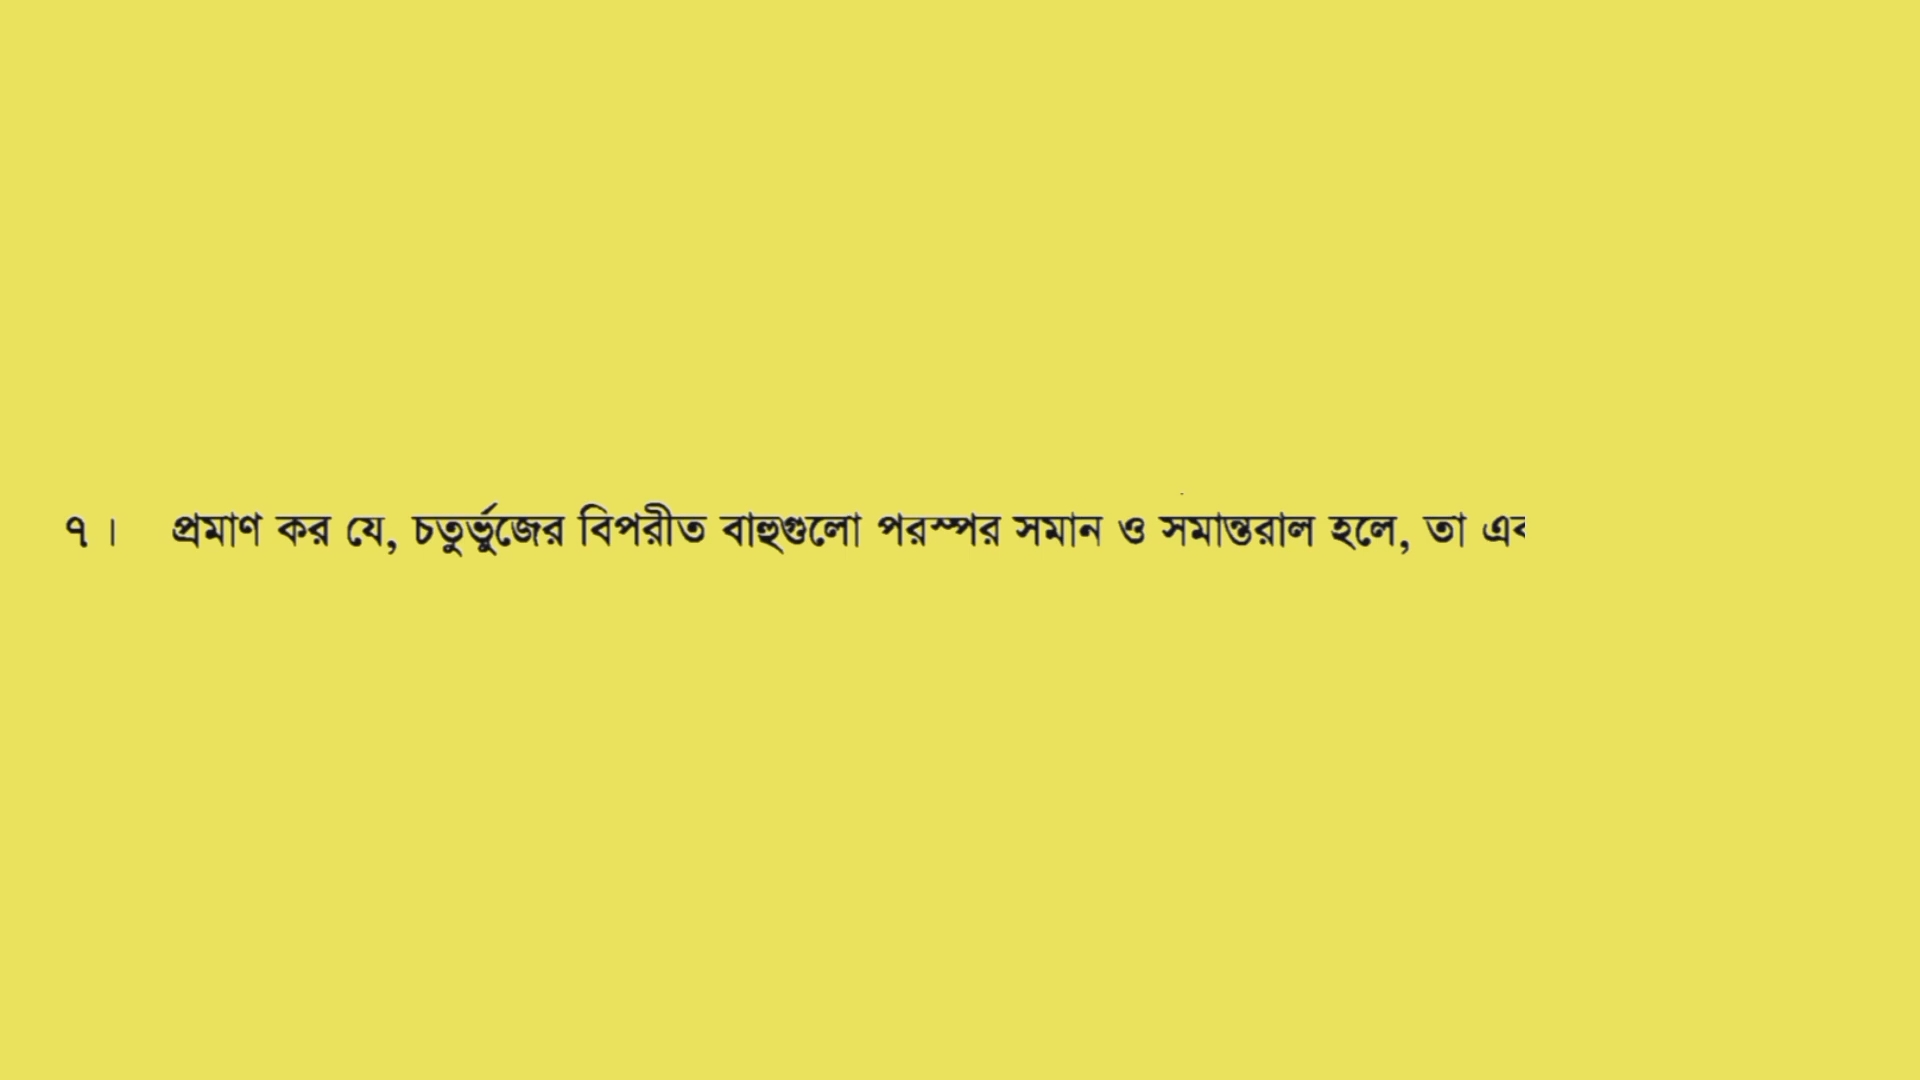 ৭। প্রমাণ কর যে, চতুর্ভুজের বিপরীত বাহুগুলো পরস্পর সমান ও সমান্তরাল হলে, তা